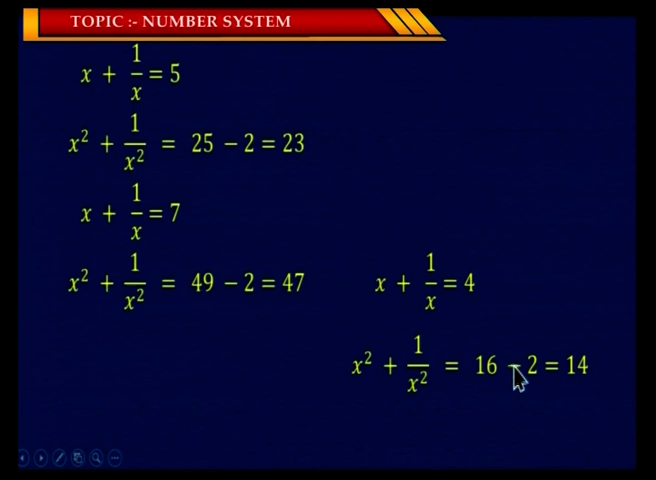 TOPIC :- NUMBER SYSTEM
x + 1/x = 5
x² + 1/x² = 25 − 2 = 23
x + 1/x = 7
x² + 1/x² = 49 − 2 = 47
x + 1/x = 4
x² + 1/x² = 16 − 2 = 14